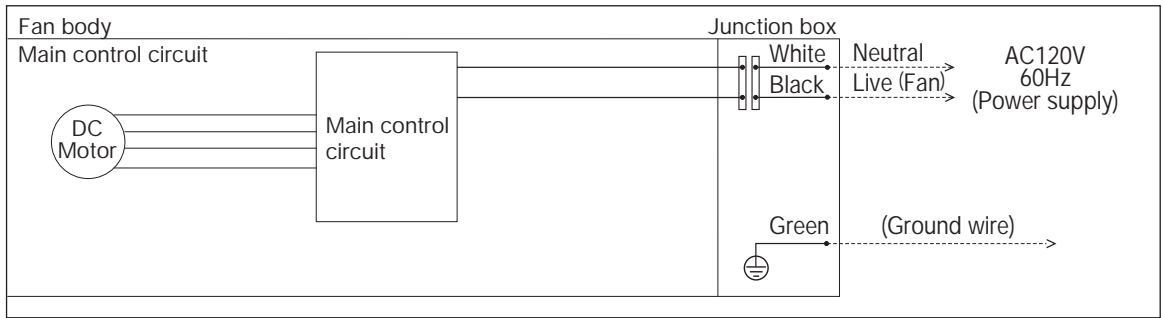 Fan body
Junction box
Main control circuit
White
Neutral
AC120V
60Hz
(Power supply)
Black
Live (Fan)
DC
Motor
Main control
circuit
Green
(Ground wire)